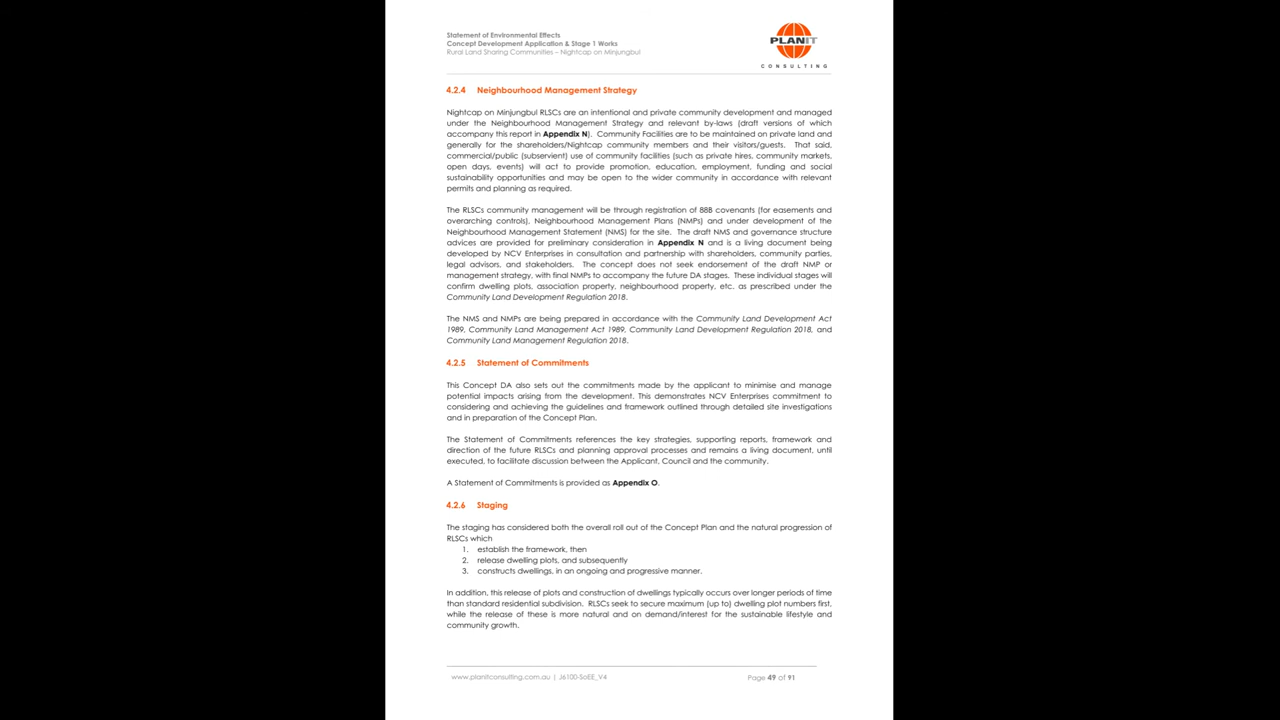 Statement of Environmental Effects
Concept Development Application & Stage 1 Works
Rural Land Sharing Communities – Nightcap on Minjungbul
PLANIT
CONSULTING
4.2.4 Neighbourhood Management Strategy
Nightcap on Minjungbul RLSCs are an intentional and private community development and managed
under the Neighbourhood Management Strategy and relevant by-laws (draft versions of which
accompany this report in Appendix N). Community Facilities are to be maintained on private land and
generally for the shareholders/Nightcap community members and their visitors/guests. That said,
commercial/public (subservient) use of community facilities (such as private hires, community markets,
open days, events) will act to provide promotion, education, employment, funding and social
sustainability opportunities and may be open to the wider community in accordance with relevant
permits and planning as required.
The RLSCs community management will be through registration of 88B covenants (for easements and
overarching controls), Neighbourhood Management Plans (NMPs) and under development of the
Neighbourhood Management Statement (NMS) for the site. The draft NMS and governance structure
advices are provided for preliminary consideration in Appendix N and is a living document being
developed by NCV Enterprises in consultation and partnership with shareholders, community parties,
legal advisors, and stakeholders. The concept does not seek endorsement of the draft NMP or
management strategy, with final NMPs to accompany the future DA stages. These individual stages will
confirm dwelling plots, association property, neighbourhood property, etc. as prescribed under the
Community Land Development Regulation 2018.
The NMS and NMPs are being prepared in accordance with the Community Land Development Act
1989, Community Land Management Act 1989, Community Land Development Regulation 2018, and
Community Land Management Regulation 2018.
4.2.5 Statement of Commitments
This Concept DA also sets out the commitments made by the applicant to minimise and manage
potential impacts arising from the development. This demonstrates NCV Enterprises commitment to
considering and achieving the guidelines and framework outlined through detailed site investigations
and in preparation of the Concept Plan.
The Statement of Commitments references the key strategies, supporting reports, framework and
direction of the future RLSCs and planning approval processes and remains a living document, until
executed, to facilitate discussion between the Applicant, Council and the community.
A Statement of Commitments is provided as Appendix O.
4.2.6 Staging
The staging has considered both the overall roll out of the Concept Plan and the natural progression of
RLSCs which
1. establish the framework, then
2. release dwelling plots, and subsequently
3. constructs dwellings, in an ongoing and progressive manner.
In addition, this release of plots and construction of dwellings typically occurs over longer periods of time
than standard residential subdivision. RLSCs seek to secure maximum (up to) dwelling plot numbers first,
while the release of these is more natural and on demand/interest for the sustainable lifestyle and
community growth.
www.planitconsulting.com.au | J6100-SoEE_V4
Page 49 of 91